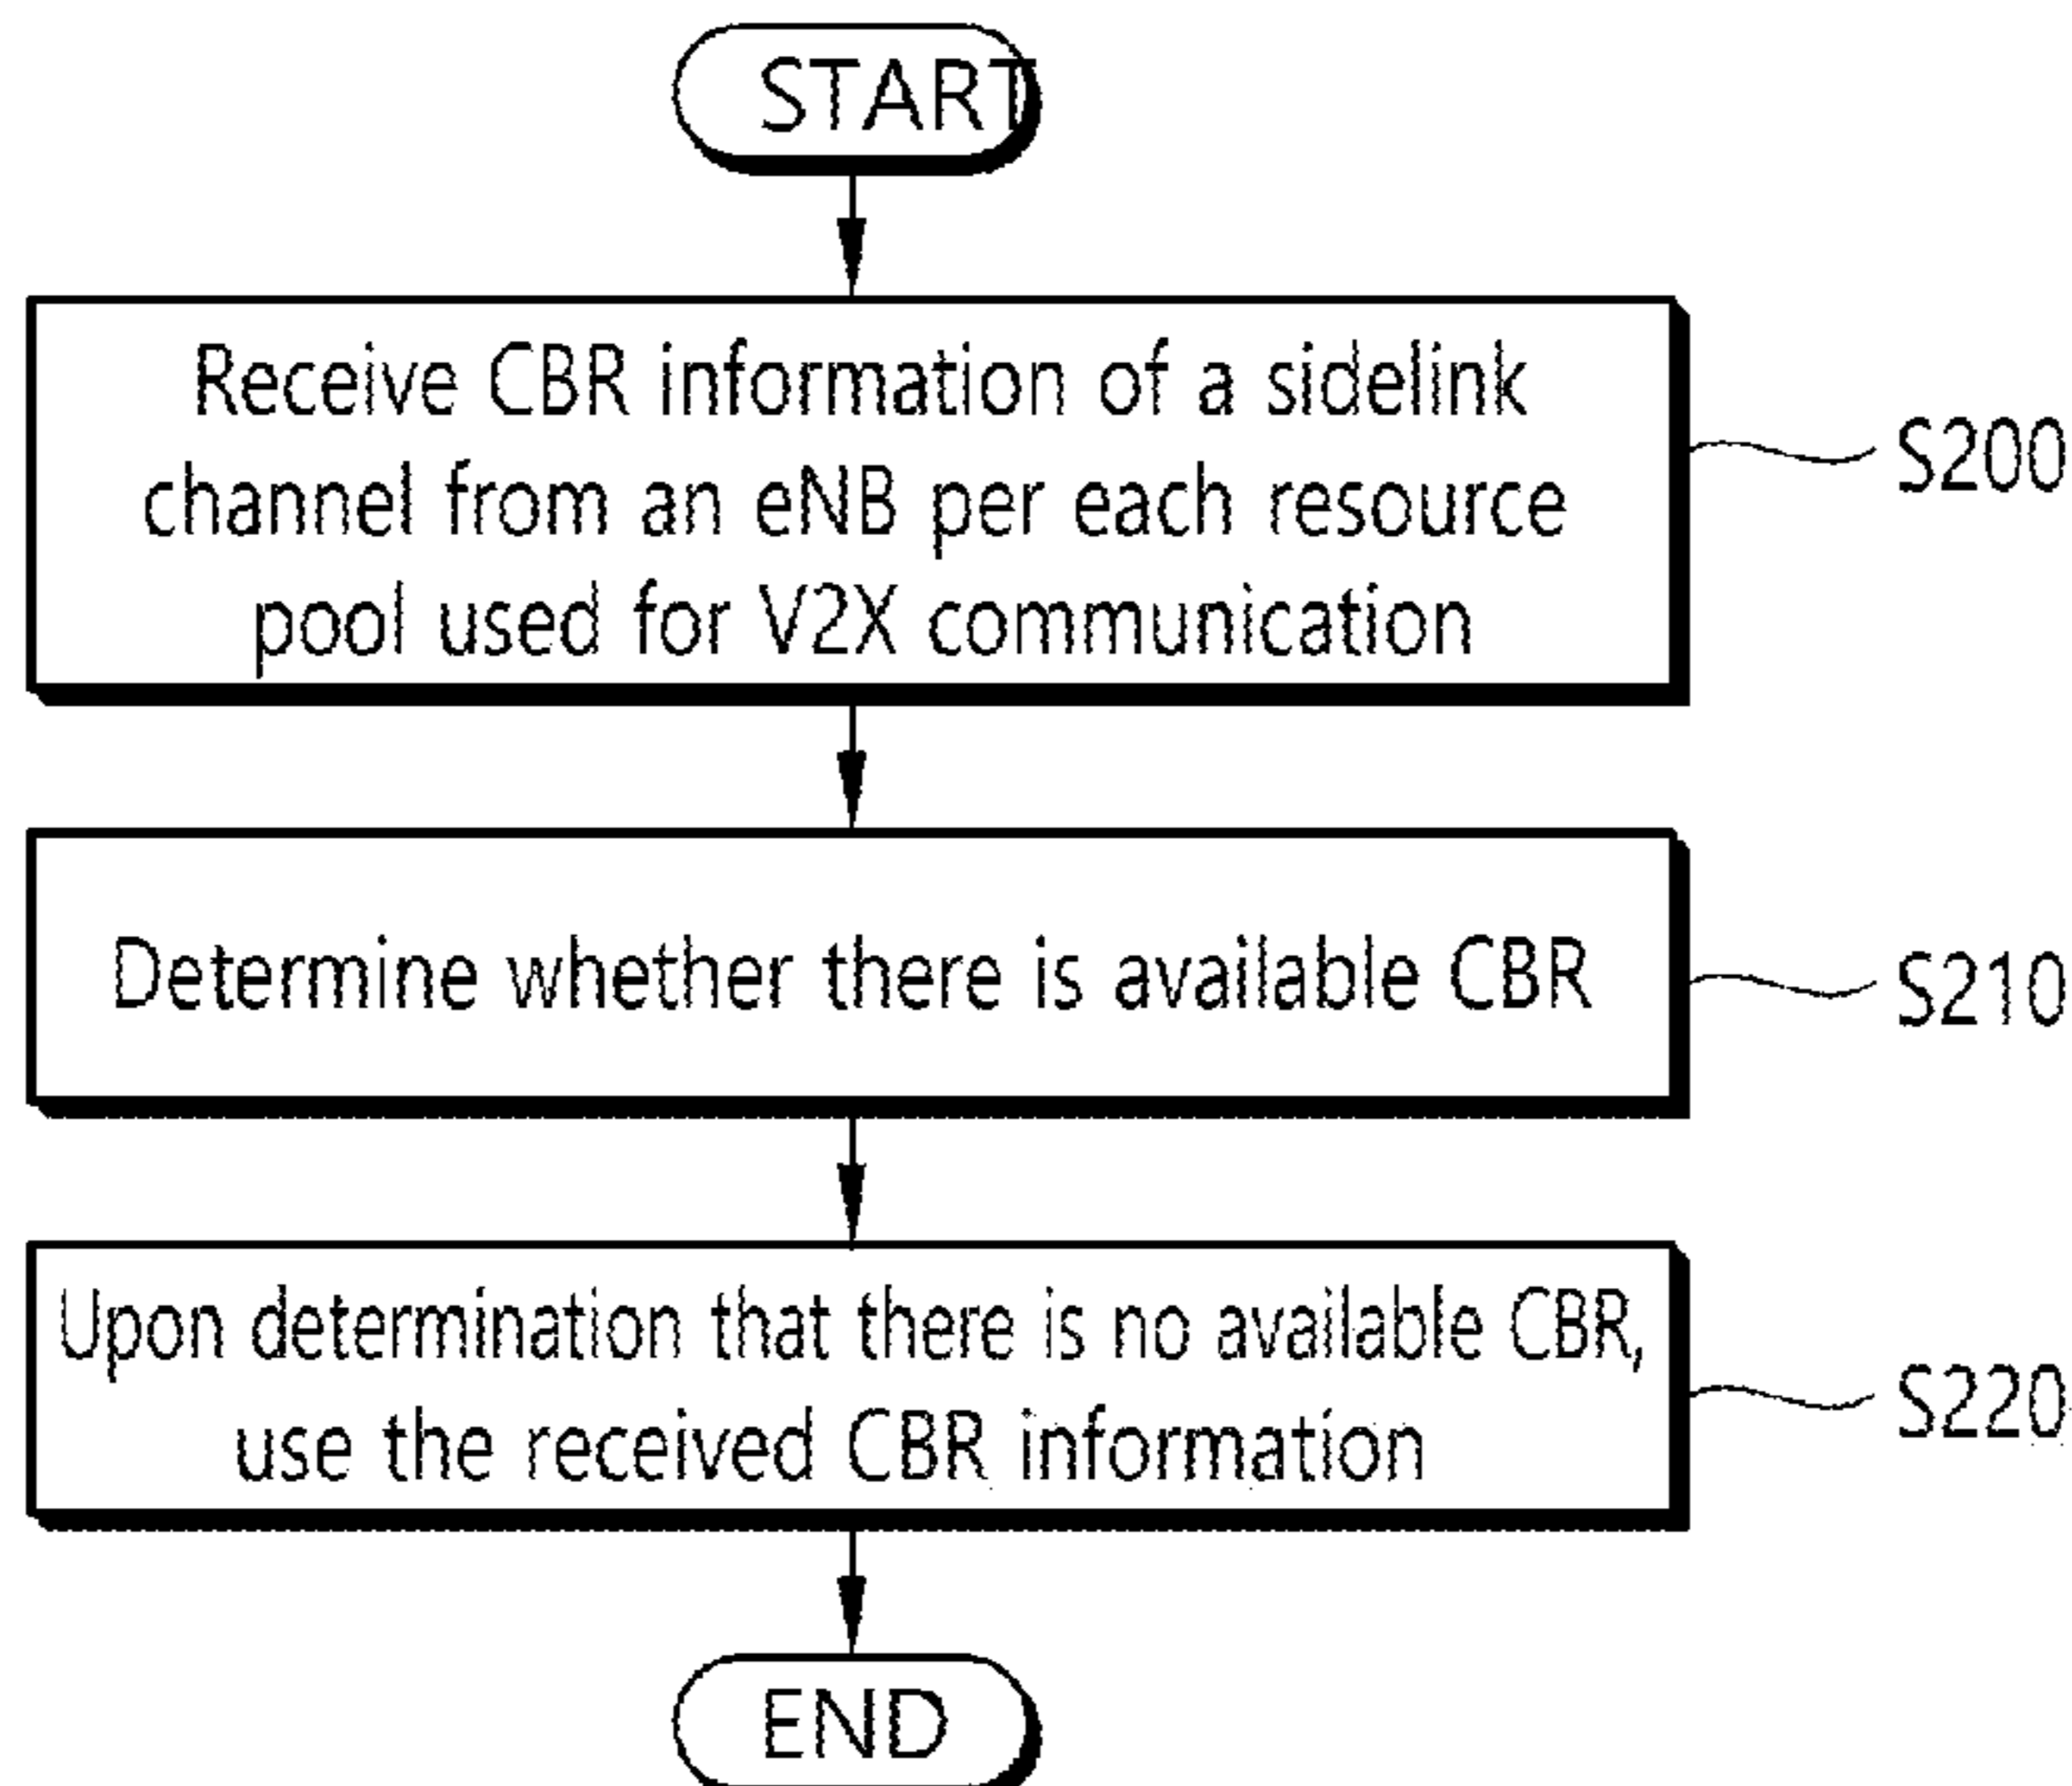 START
Receive CBR information of a sidelink
channel from an eNB per each resource
pool used for V2X communication
S200
Determine whether there is available CBR
S210
Upon determination that there is no available CBR,
use the received CBR information
S220
END